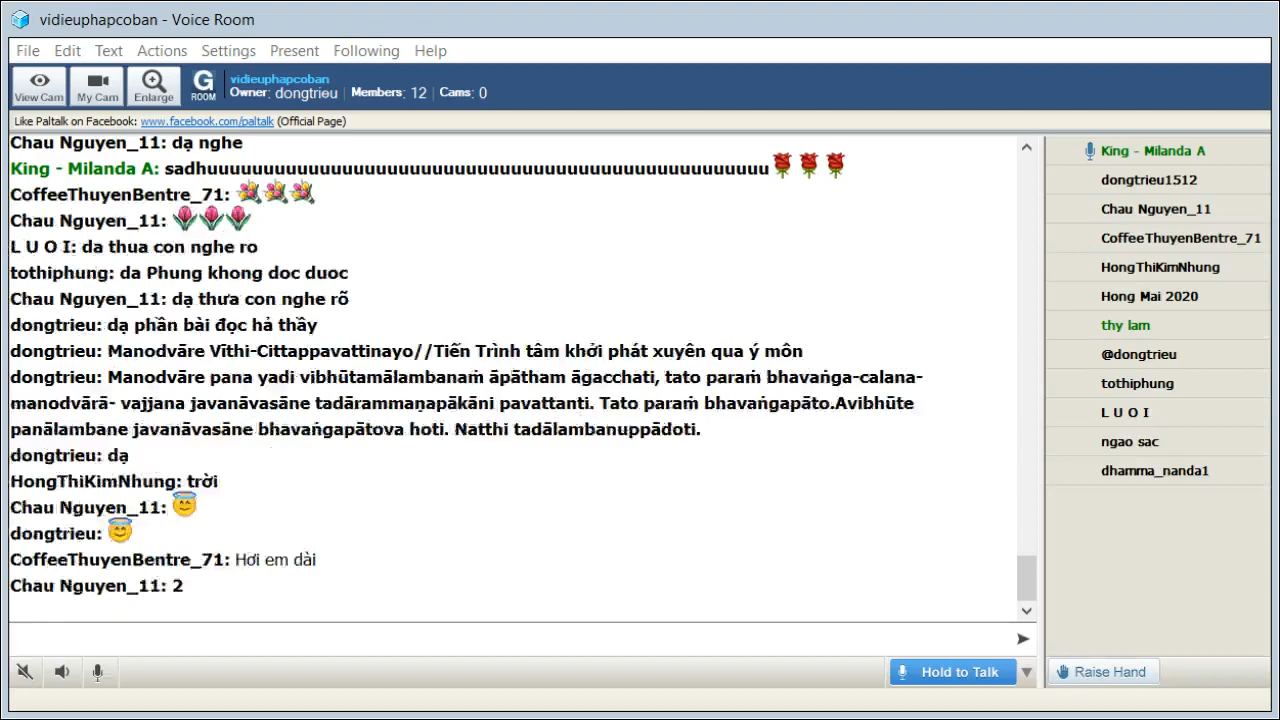 vidieuphapcoban - Voice Room
File Edit Text Actions Settings Present Following Help
View Cam My Cam Enlarge G ROOM vidieuphapcoban
Owner: dongtrieu Members: 12 Cams: 0
Like Paltalk on Facebook: www.facebook.com/paltalk (Official Page)
Chau Nguyen_11: dạ nghe
King - Milanda A: sadhuuuuuuuuuuuuuuuuuuuuuuuuuuuuuuuuuuuuuuuuuuuuuuuuuu
CoffeeThuyenBentre_71:
Chau Nguyen_11:
L U O I: da thua con nghe ro
tothiphung: da Phung khong doc duoc
Chau Nguyen_11: dạ thưa con nghe rõ
dongtrieu: dạ phần bài đọc hả thầy
dongtrieu: Manodvāre Vīthi-Cittappavattinayo//Tiến Trình tâm khởi phát xuyên qua ý môn
dongtrieu: Manodvāre pana yadi vibhūtamālambanaṁ āpātham āgacchati, tato paraṁ bhavaṅga-calana-
manodvārā- vajjana javanāvasāne tadārammaṇapākāni pavattanti. Tato paraṁ bhavaṅgapāto.Avibhūte
panālambane javanāvasāne bhavaṅgapātova hoti. Natthi tadālambanuppādoti.
dongtrieu: dạ
HongThiKimNhung: trời
Chau Nguyen_11:
dongtrieu:
CoffeeThuyenBentre_71: Hơi em dài
Chau Nguyen_11: 2
King - Milanda A
dongtrieu1512
Chau Nguyen_11
CoffeeThuyenBentre_71
HongThiKimNhung
Hong Mai 2020
thy lam
@dongtrieu
tothiphung
L U O I
ngao sac
dhamma_nanda1
Hold to Talk
Raise Hand